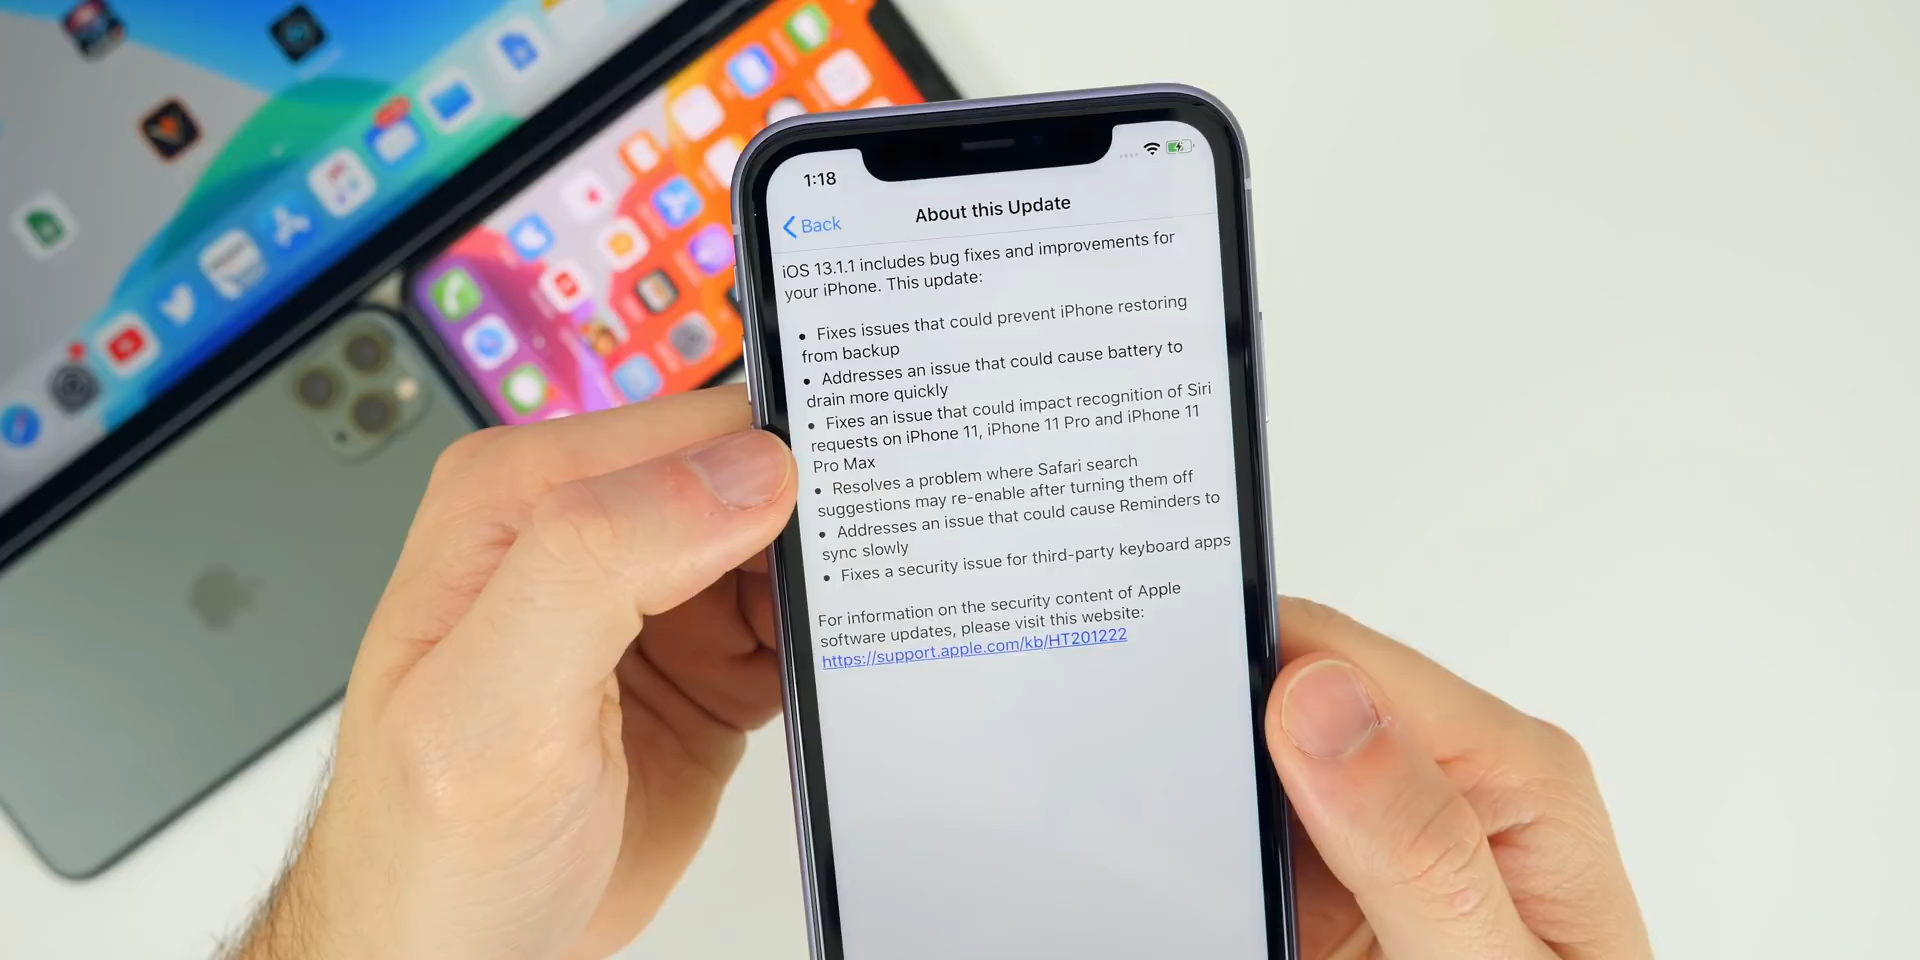 1:18
Back
About this Update
iOS 13.1.1 includes bug fixes and improvements for
your iPhone. This update:
• Fixes issues that could prevent iPhone restoring
from backup
• Addresses an issue that could cause battery to
drain more quickly
• Fixes an issue that could impact recognition of Siri
requests on iPhone 11, iPhone 11 Pro and iPhone 11
Pro Max
• Resolves a problem where Safari search
suggestions may re-enable after turning them off
• Addresses an issue that could cause Reminders to
sync slowly
• Fixes a security issue for third-party keyboard apps
For information on the security content of Apple
software updates, please visit this website:
https://support.apple.com/kb/HT201222